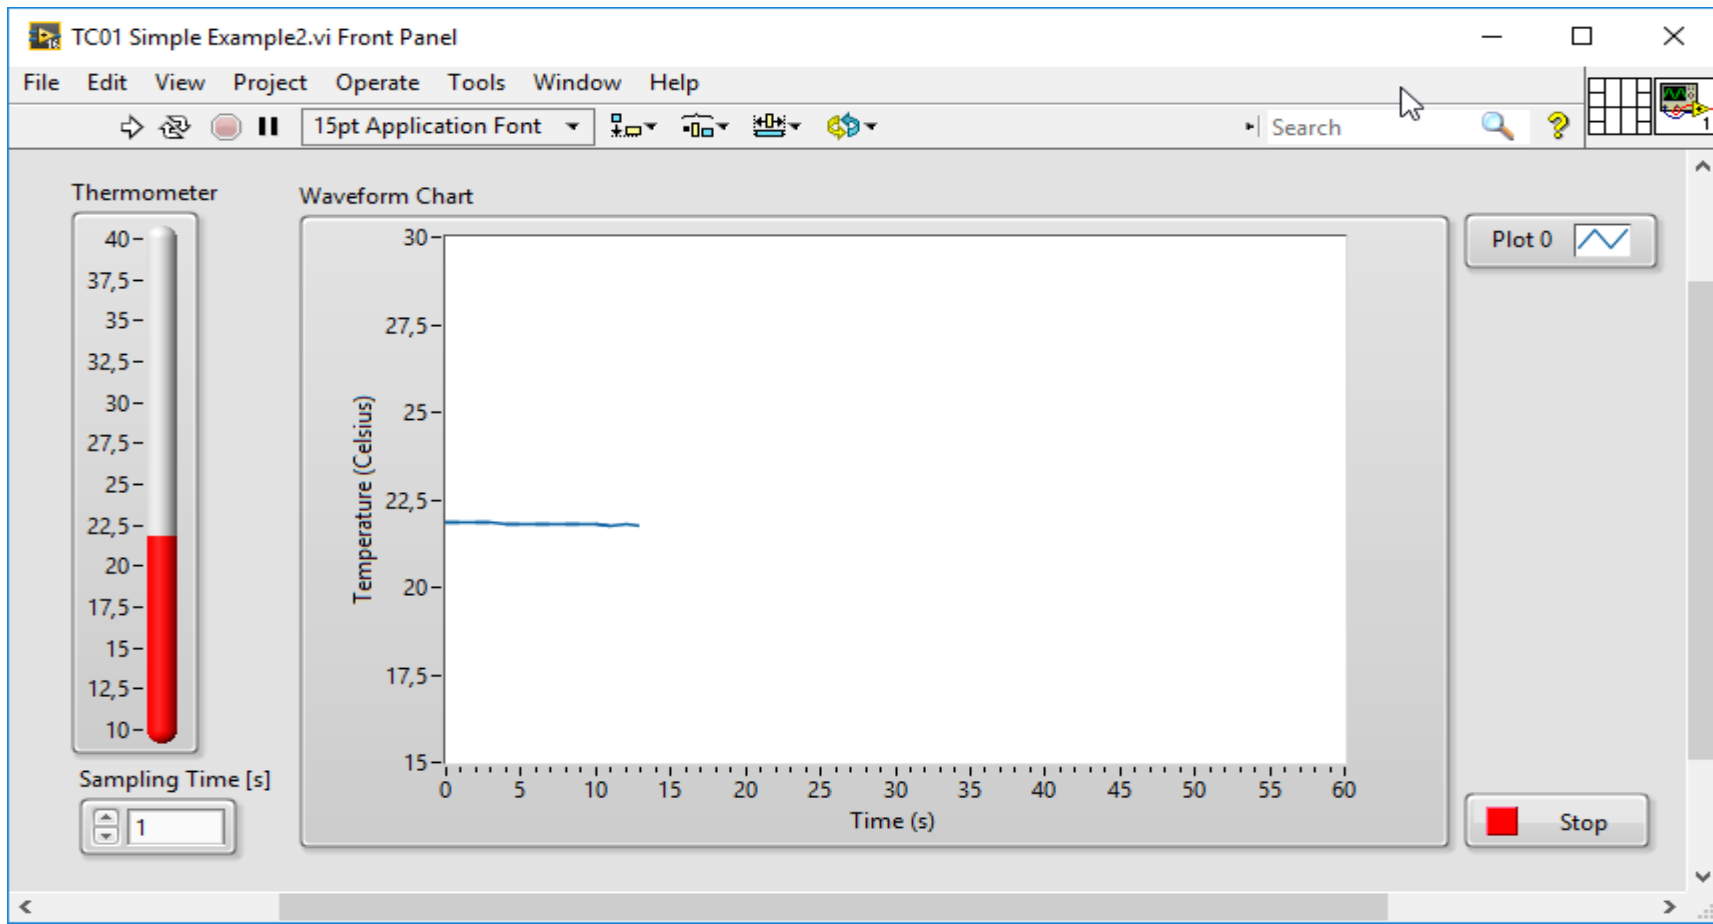 TC01 Simple Example2.vi Front Panel
File Edit View Project Operate Tools Window Help
15pt Application Font
Search
1
Thermometer
40
37,5
35
32,5
30
27,5
25
22,5
20
17,5
15
12,5
10
Sampling Time [s]
1
Waveform Chart
Temperature (Celsius)
30
27,5
25
22,5
20
17,5
15
0 5 10 15 20 25 30 35 40 45 50 55 60
Time (s)
Plot 0
Stop